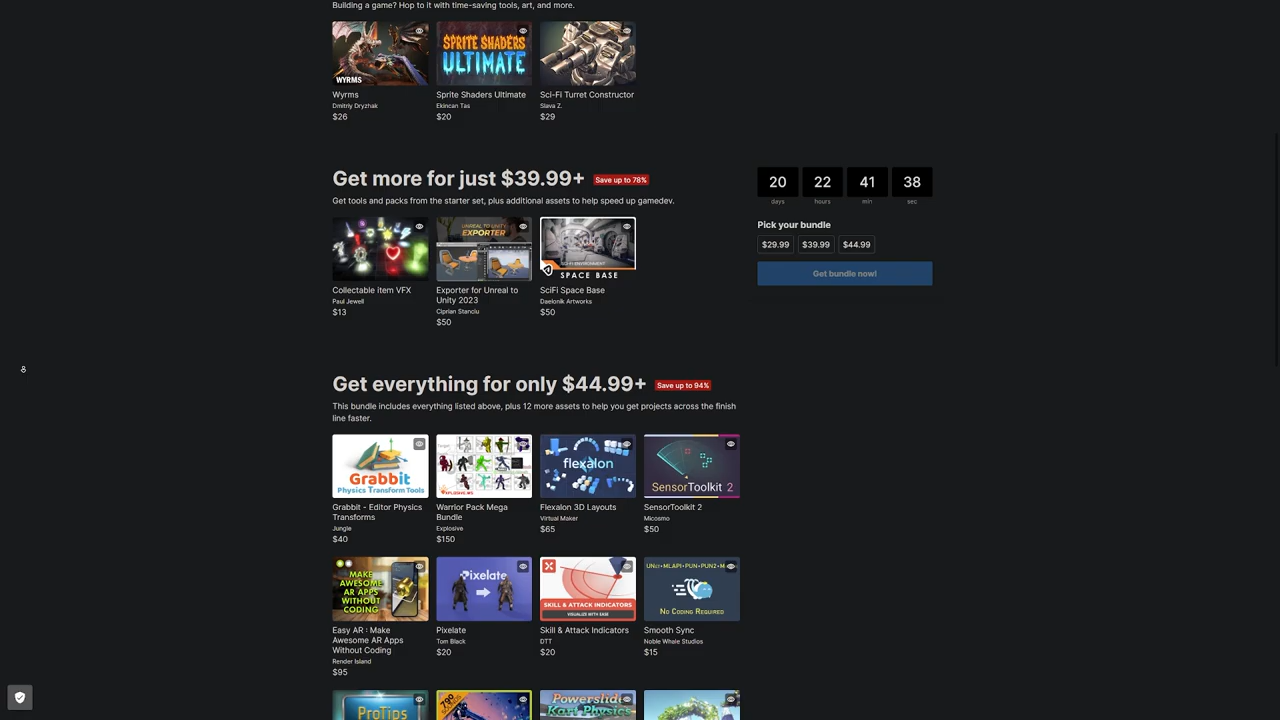 Building a game? Hop to it with time-saving tools, art, and more.
WYRMS
SPRITE SHADERS
ULTIMATE
Wyrms
Sprite Shaders Ultimate
Sci-Fi Turret Constructor
Dmitriy Dryzhak
Ekincan Tas
Slava Z.
$26
$20
$29
Get more for just $39.99+
Save up to 78%
Get tools and packs from the starter set, plus additional assets to help speed up gamedev.
20
22
41
38
days
hours
min
sec
Pick your bundle
$29.99
$39.99
$44.99
Get bundle now!
UNREAL TO UNITY
EXPORTER
SCI-FI ENVIRONMENT
SPACE BASE
Collectable Item VFX
Paul Jewell
$13
Exporter for Unreal to
Unity 2023
Ciprian Stanciu
$50
SciFi Space Base
Daelonik Artworks
$50
Get everything for only $44.99+
Save up to 94%
This bundle includes everything listed above, plus 12 more assets to help you get projects across the finish
line faster.
Grabbit
Physics Transform Tools
flexalon
SensorToolkit 2
Grabbit - Editor Physics
Transforms
Jungle
$40
Warrior Pack Mega
Bundle
Explosive
$150
Flexalon 3D Layouts
Virtual Maker
$65
SensorToolkit 2
Micosmo
$50
MAKE
AWESOME
AR APPS
WITHOUT
CODING
Pixelate
SKILL & ATTACK INDICATORS
VISUALIZE WITH EASE
No Coding Required
Easy AR : Make
Awesome AR Apps
Without Coding
Render Island
$95
Pixelate
Tom Black
$20
Skill & Attack Indicators
DTT
$20
Smooth Sync
Noble Whale Studios
$15
ProTips
700
Powerslide
Kart Physics